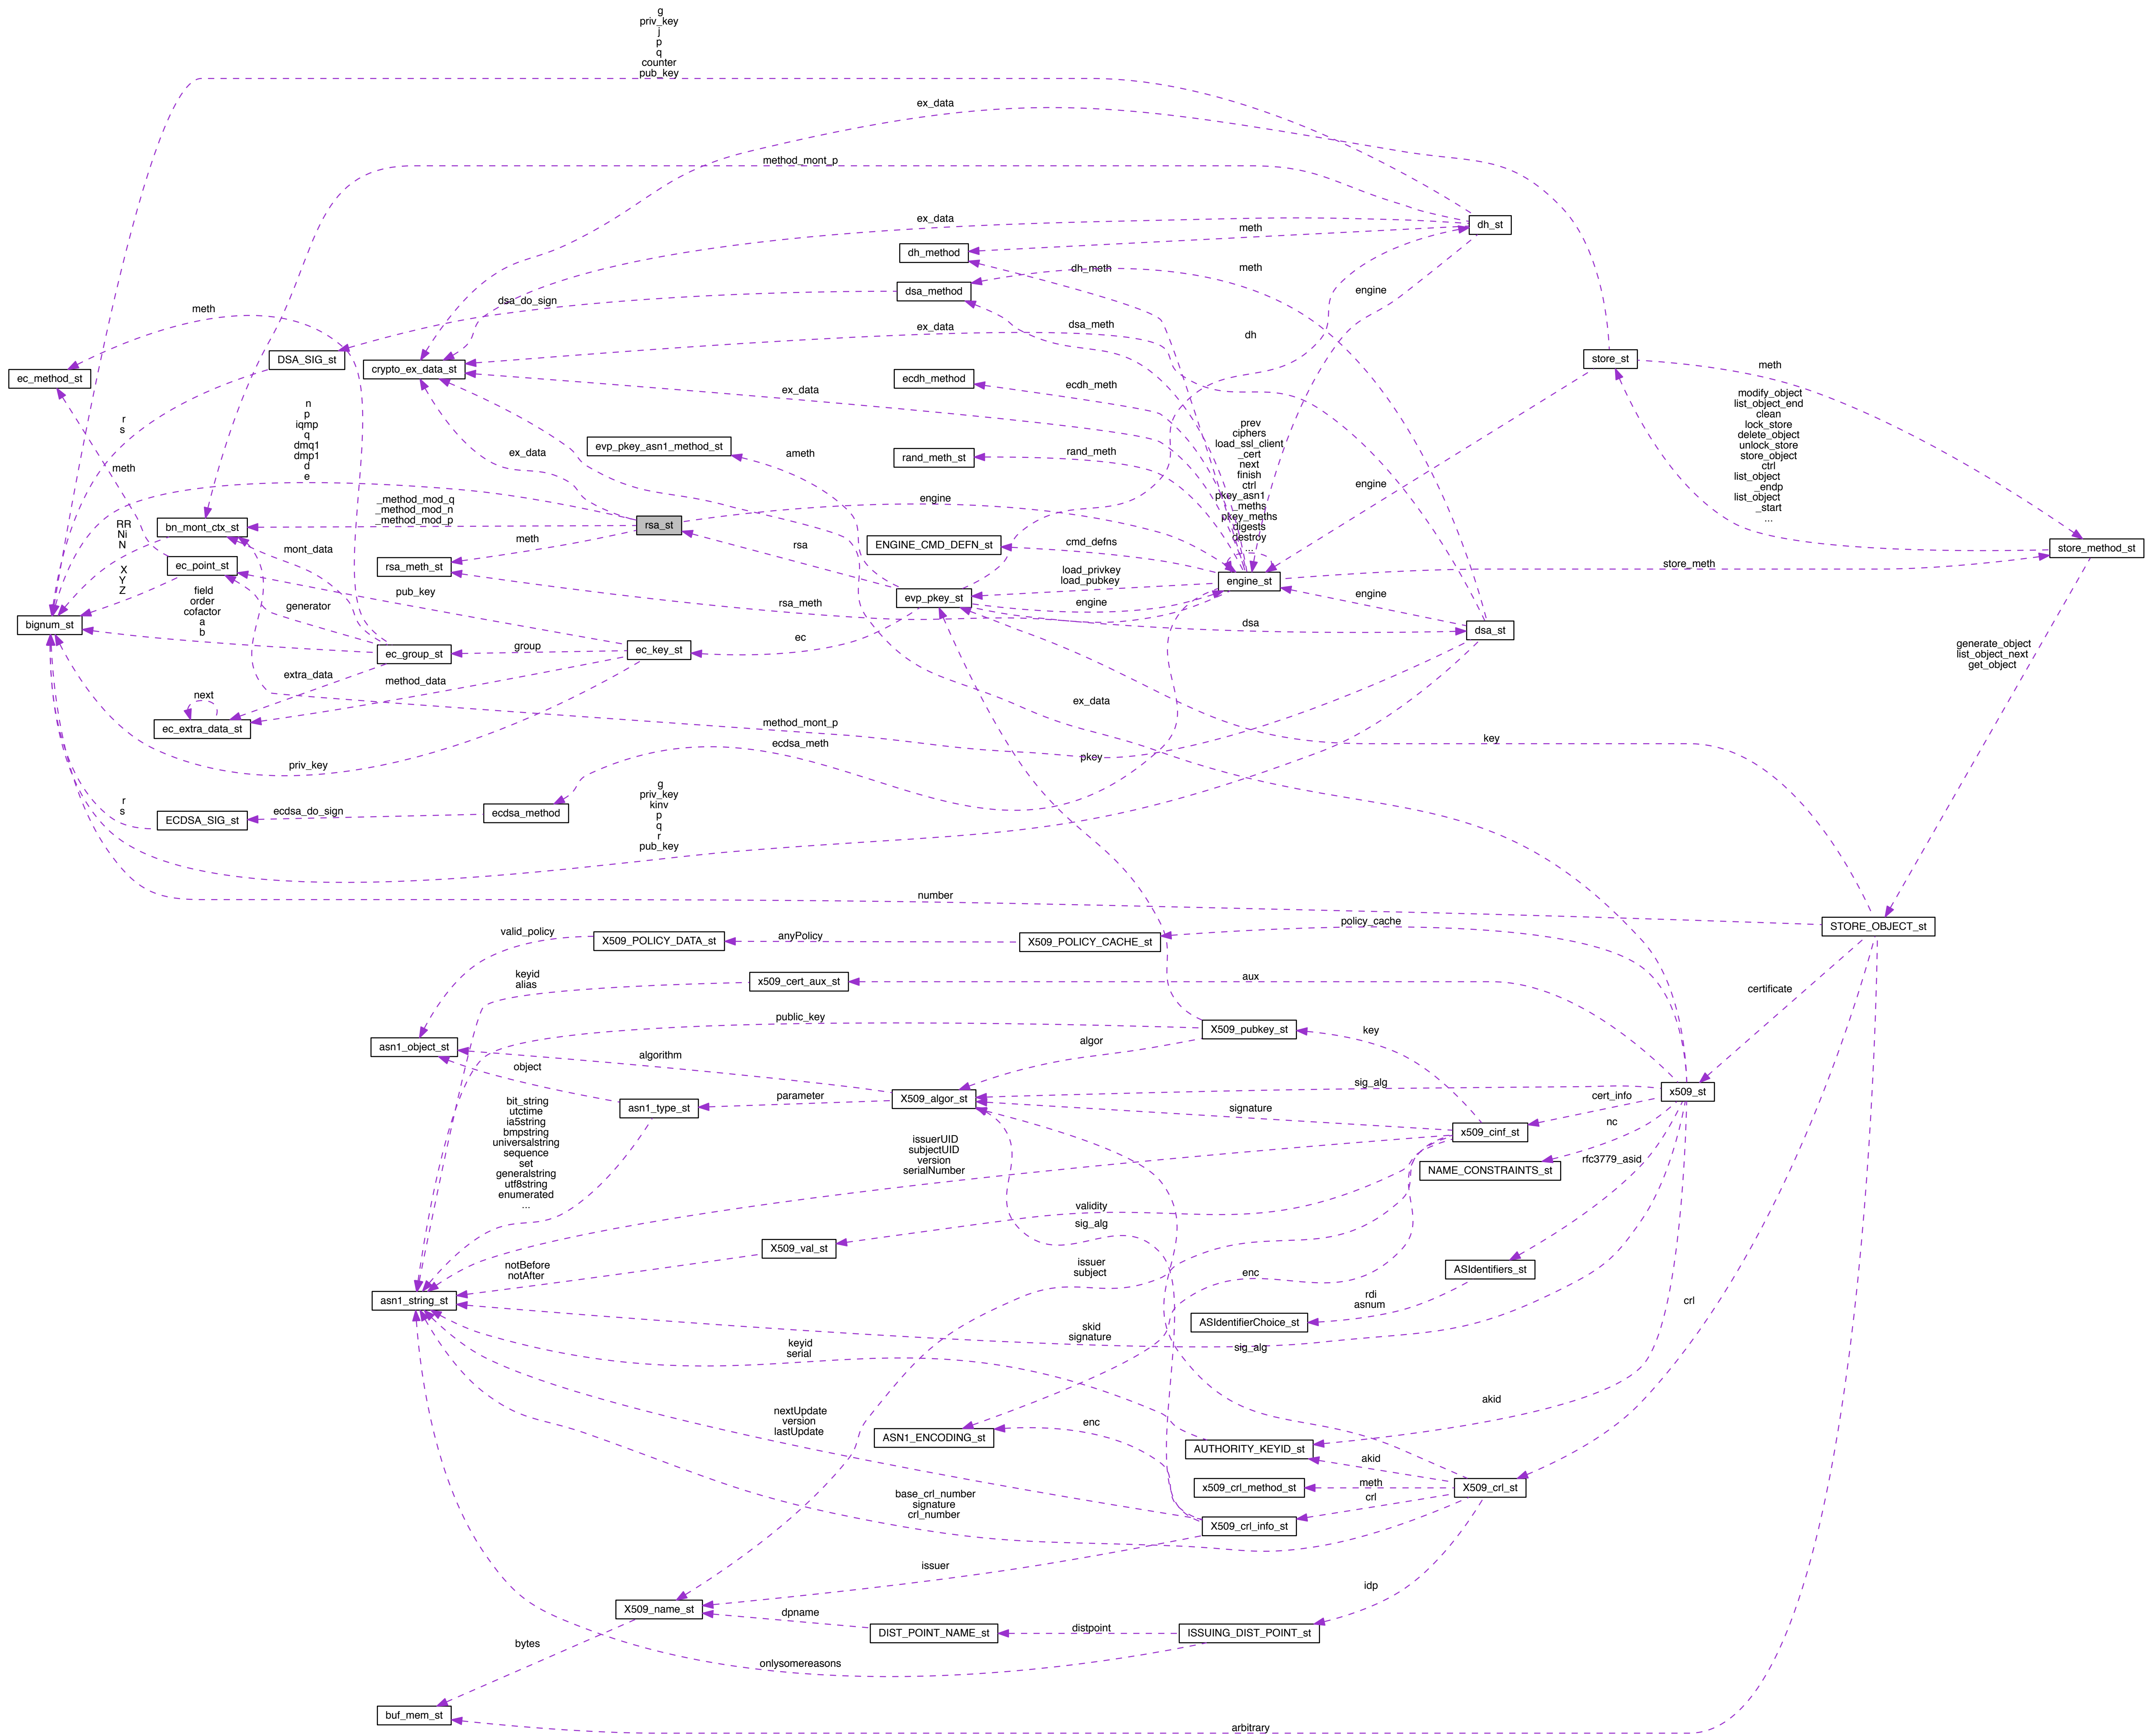 g
priv_key
j
p
q
counter
pub_key
ex_data
method_mont_p
ex_data
dh_st
meth
dh_method
dh_meth
meth
dsa_method
engine
dsa_do_sign
meth
ex_data
dsa_meth
dh
DSA_SIG_st
crypto_ex_data_st
store_st
meth
ec_method_st
ecdh_method
ecdh_meth
engine
modify_object
list_object_end
clean
lock_store
delete_object
unlock_store
store_object
ctrl
list_object
_endp
list_object
_start
...
ex_data
n
p
iqmp
q
dmq1
dmp1
d
e
r
s
evp_pkey_asn1_method_st
ameth
rand_meth_st
rand_meth
prev
ciphers
load_ssl_client
_cert
next
finish
ctrl
pkey_asn1
_meths
pkey_meths
digests
destroy
...
ex_data
meth
_method_mod_q
_method_mod_n
_method_mod_p
engine
rsa_st
bn_mont_ctx_st
RR
Ni
N
meth
rsa
ENGINE_CMD_DEFN_st
cmd_defns
store_method_st
mont_data
ec_point_st
rsa_meth_st
store_meth
X
Y
Z
load_privkey
load_pubkey
engine_st
pub_key
evp_pkey_st
rsa_meth
engine
engine
generator
field
order
cofactor
a
b
bignum_st
dsa
dsa_st
ec
group
ec_group_st
ec_key_st
generate_object
list_object_next
get_object
extra_data
method_data
next
ec_extra_data_st
method_mont_p
ex_data
ecdsa_meth
key
pkey
priv_key
g
priv_key
kinv
p
q
r
pub_key
r
s
ECDSA_SIG_st
ecdsa_do_sign
ecdsa_method
number
policy_cache
STORE_OBJECT_st
valid_policy
X509_POLICY_DATA_st
anyPolicy
X509_POLICY_CACHE_st
keyid
alias
x509_cert_aux_st
aux
certificate
public_key
X509_pubkey_st
key
asn1_object_st
algorithm
algor
object
sig_alg
x509_st
X509_algor_st
parameter
asn1_type_st
signature
cert_info
bit_string
utctime
ia5string
bmpstring
universalstring
sequence
set
generalstring
utf8string
enumerated
...
issuerUID
subjectUID
version
serialNumber
x509_cinf_st
nc
rfc3779_asid
NAME_CONSTRAINTS_st
validity
sig_alg
X509_val_st
notBefore
notAfter
issuer
subject
enc
ASIdentifiers_st
asn1_string_st
rdi
asnum
crl
ASIdentifierChoice_st
skid
signature
keyid
serial
sig_alg
akid
nextUpdate
version
lastUpdate
ASN1_ENCODING_st
enc
AUTHORITY_KEYID_st
akid
x509_crl_method_st
meth
X509_crl_st
base_crl_number
signature
crl_number
crl
X509_crl_info_st
issuer
idp
X509_name_st
dpname
DIST_POINT_NAME_st
distpoint
ISSUING_DIST_POINT_st
bytes
onlysomereasons
buf_mem_st
arbitrary